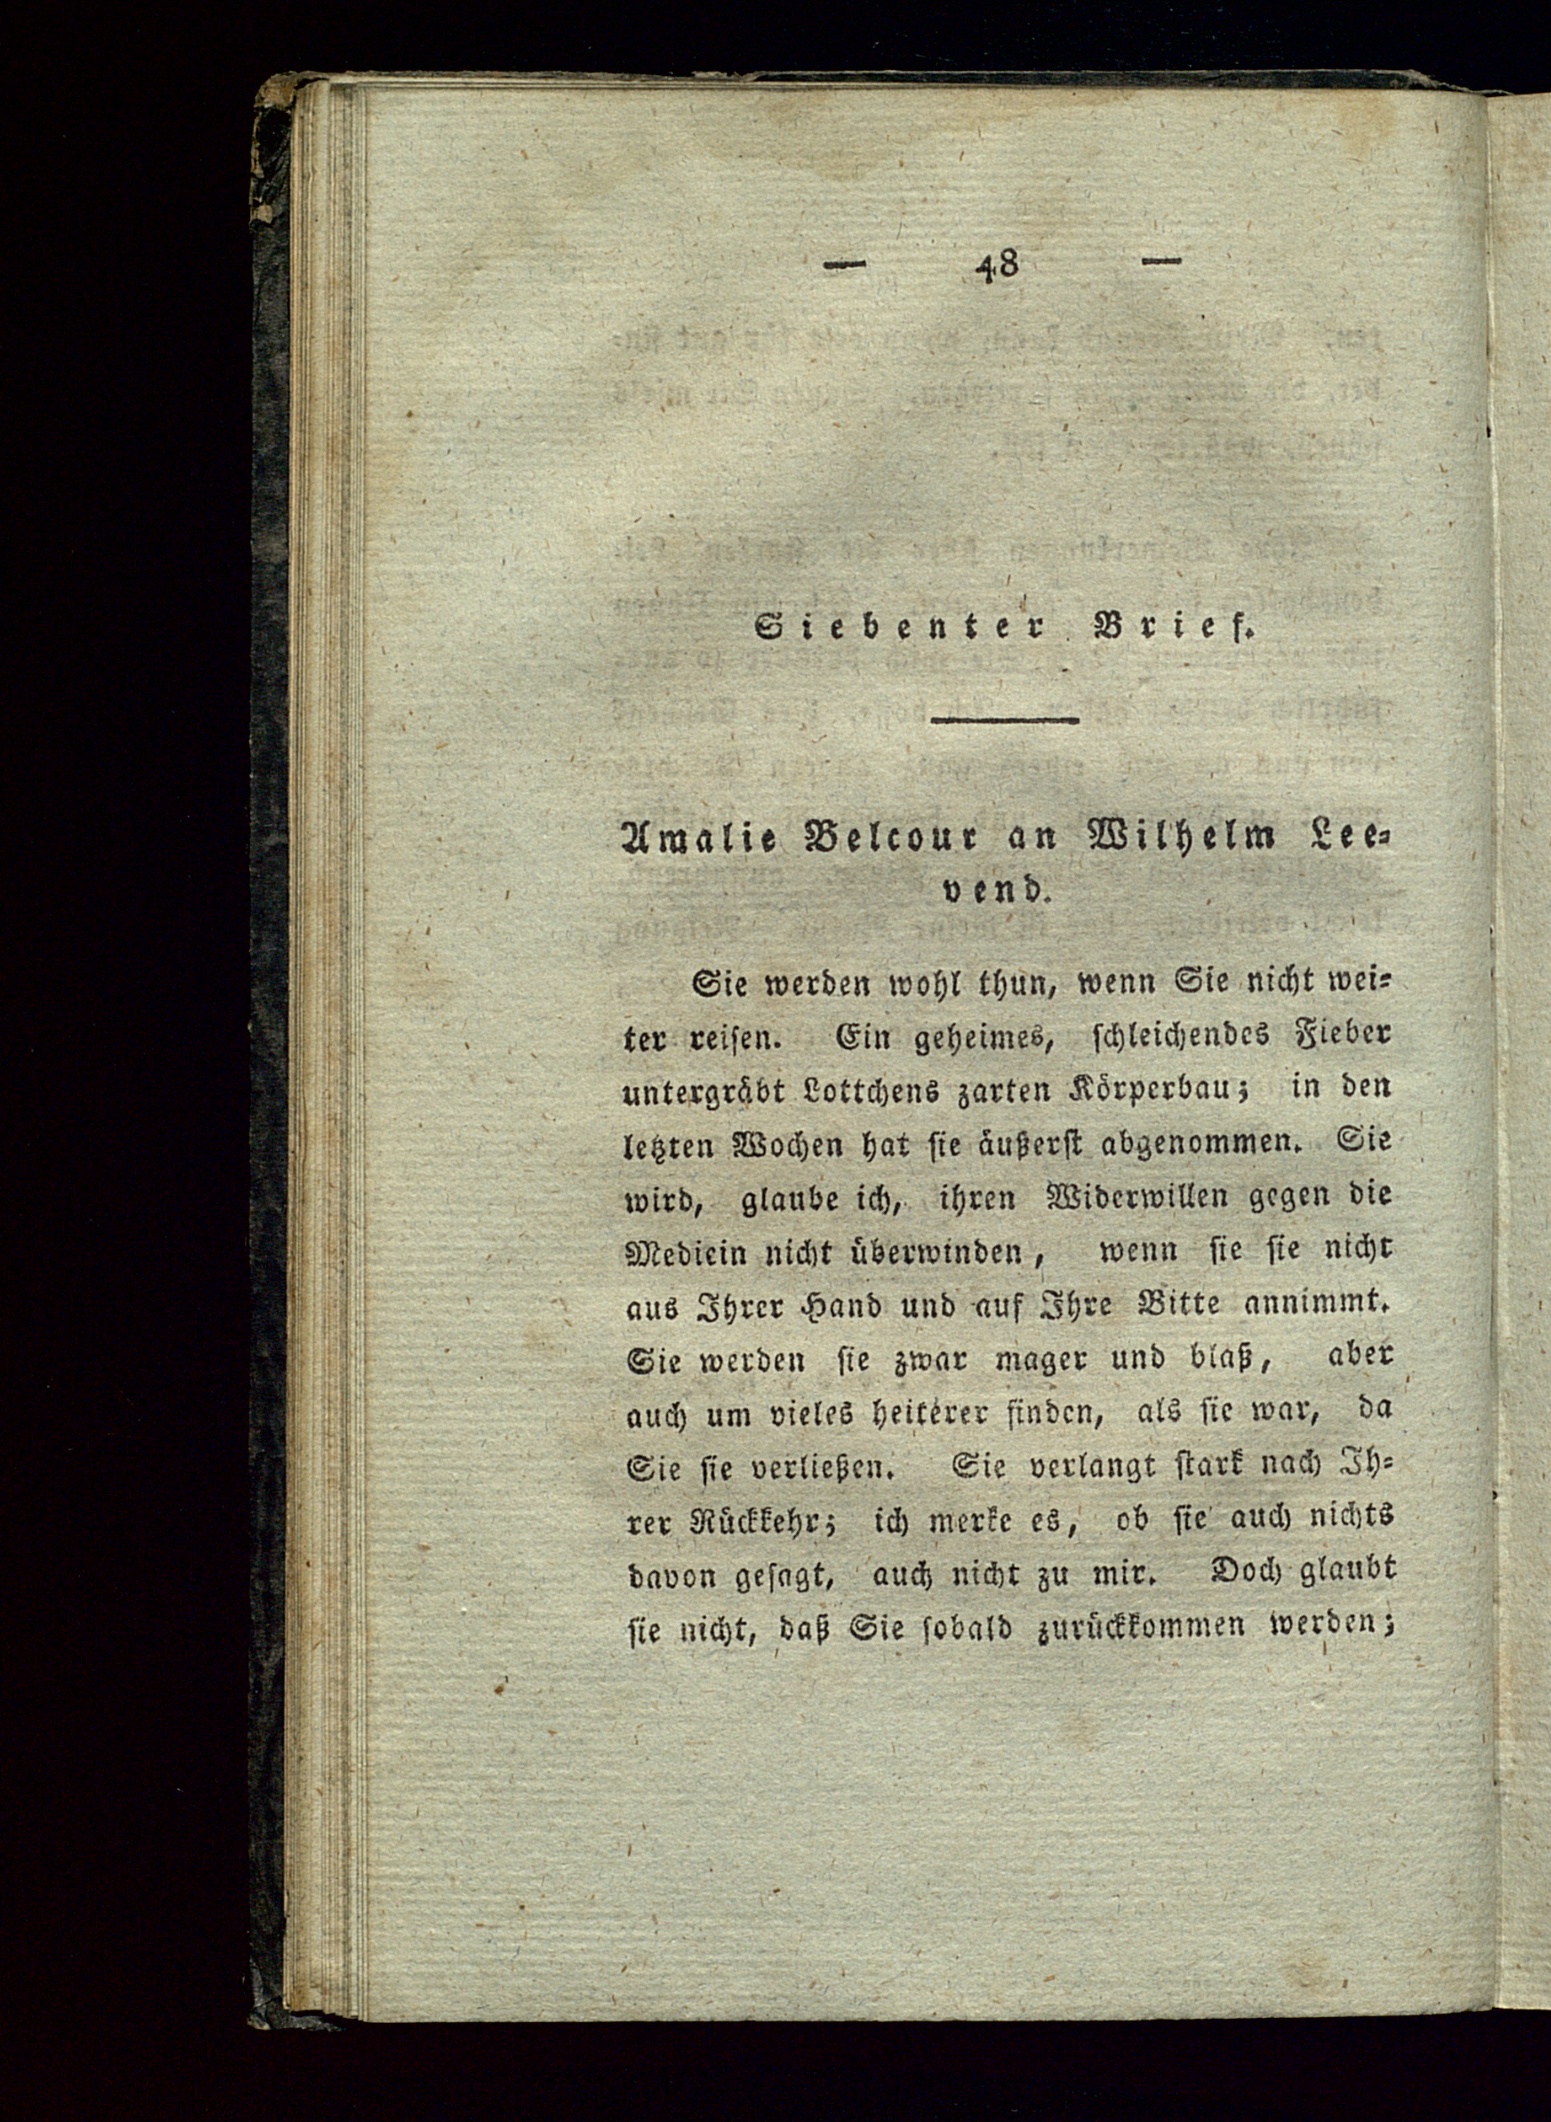 — 48 —
Siebenter Brief.
Amalie Belcour an Wilhelm Lee-
vend.
Sie werden wohl thun, wenn Sie nicht wei-
ter reisen. Ein geheimes, schleichendes Fieber
untergräbt Lottchens zarten Körperbau; in den
letzten Wochen hat sie äußerst abgenommen. Sie
wird, glaube ich, ihren Widerwillen gegen die
Mediein nicht überwinden, wenn sie sie nicht
aus Ihrer Hand und auf Ihre Bitte annimmt.
Sie werden sie zwar mager und blaß, aber
auch um vieles heiterer finden, als sie war, da
Sie sie verließen. Sie verlangt stark nach Ih-
rer Rückkehr; ich merke es, ob sie auch nichts
davon gesagt, auch nicht zu mir. Doch glaubt
sie nicht, daß Sie sobald zurückkommen werden;